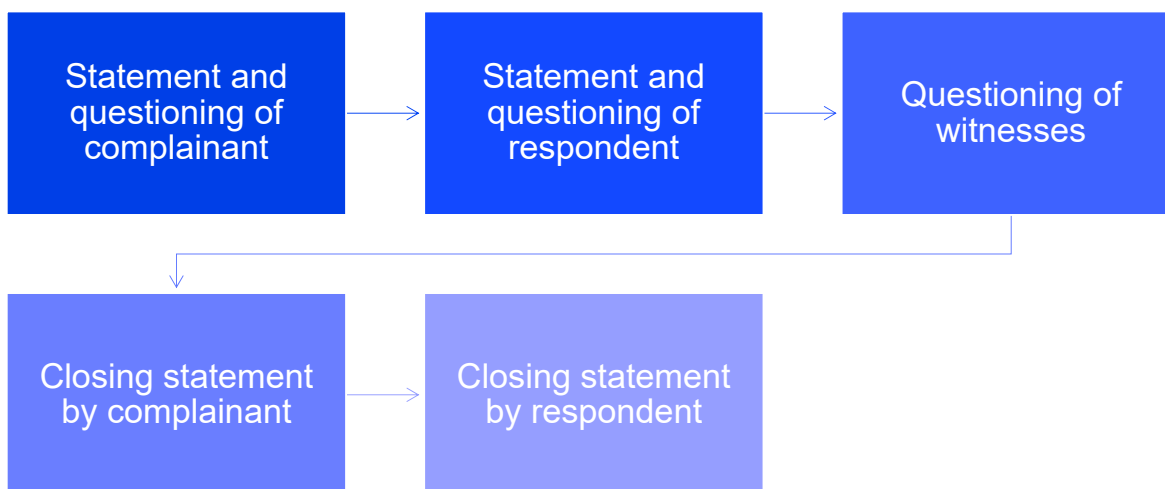 Statement and
questioning of
complainant
Statement and
questioning of
respondent
Questioning of
witnesses
Closing statement
by complainant
Closing statement
by respondent